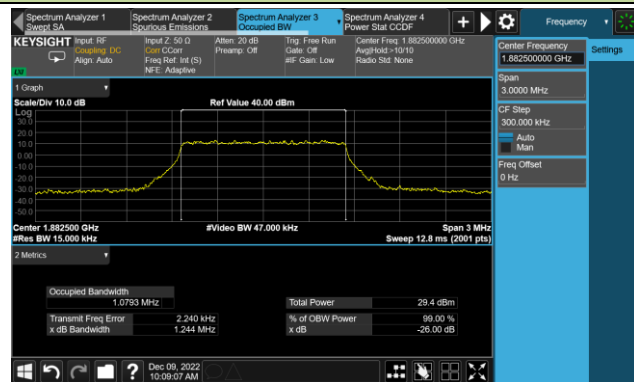 Spectrum Analyzer 1
Swept SA
Spectrum Analyzer 2
Spurious Emissions
Spectrum Analyzer 3
Occupied BW
Spectrum Analyzer 4
Power Stat CCDF
Frequency
KEYSIGHT
Input: RF
Coupling: DC
Align: Auto
Input Z: 50 Ω
Corr CCorr
Freq Ref: Int (S)
NFE: Adaptive
Atten: 20 dB
Preamp: Off
Trig: Free Run
Gate: Off
#IF Gain: Low
Center Freq: 1.882500000 GHz
Avg|Hold:>10/10
Radio Std: None
Center Frequency
1.882500000 GHz
Settings
Span
3.0000 MHz
CF Step
300.000 kHz
Auto
Man
Freq Offset
0 Hz
1 Graph
Scale/Div 10.0 dB
Ref Value 40.00 dBm
Log
30.0
20.0
10.0
0.00
-10.0
-20.0
-30.0
-40.0
-50.0
Center 1.882500 GHz
#Video BW 47.000 kHz
Span 3 MHz
#Res BW 15.000 kHz
Sweep 12.8 ms (2001 pts)
2 Metrics
Occupied Bandwidth
1.0793 MHz
Total Power
29.4 dBm
Transmit Freq Error
2.240 kHz
% of OBW Power
99.00 %
x dB Bandwidth
1.244 MHz
x dB
-26.00 dB
Dec 09, 2022
10:09:07 AM